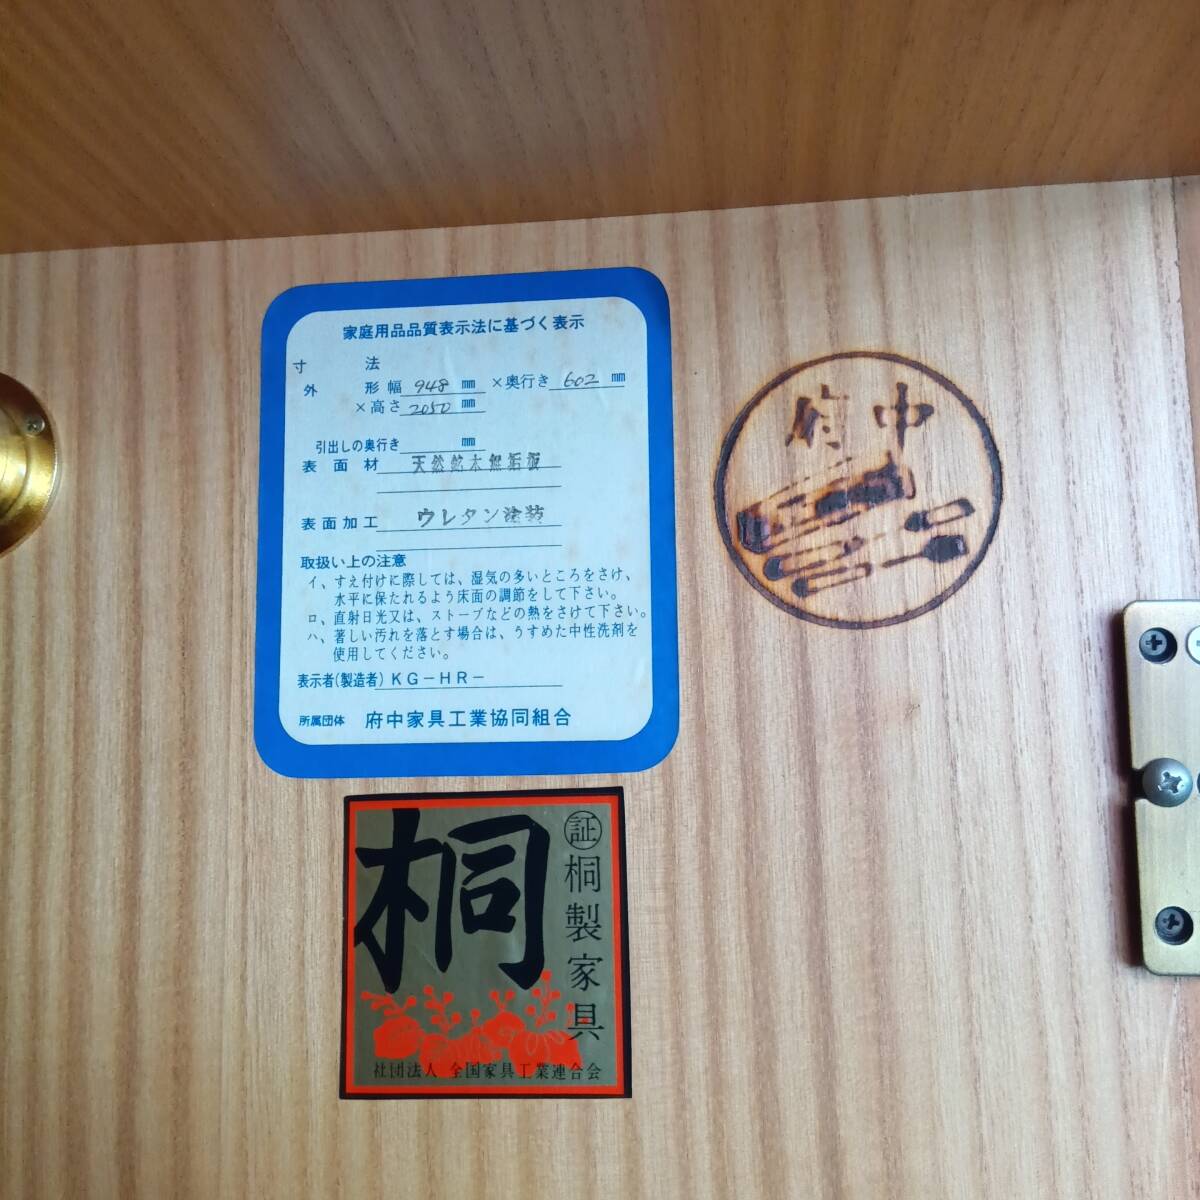 家庭用品品質表示法に基づく表示
寸法
外形幅 948 ㎜ ×奥行き 602 ㎜
×高さ 2050 ㎜
引出しの奥行き ㎜
表面材 天然銘木無垢板
表面加工 ウレタン塗装
取扱い上の注意
イ、すえ付けに際しては、湿気の多いところをさけ、
水平に保たれるよう床面の調節をして下さい。
ロ、直射日光又は、ストーブなどの熱をさけて下さい。
ハ、著しい汚れを落とす場合は、うすめた中性洗剤を
使用してください。
表示者(製造者) KG-HR-
所属団体 府中家具工業協同組合
府中
桐
㊣桐製家具
社団法人 全国家具工業連合会